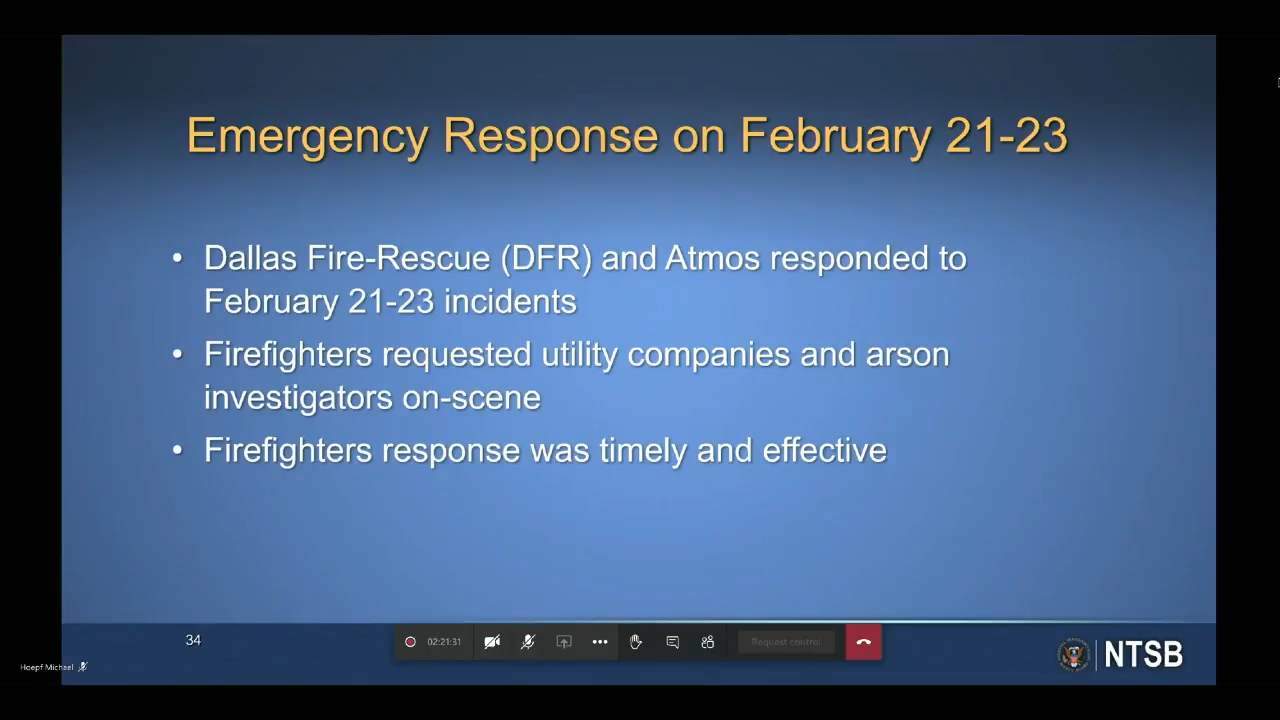 Emergency Response on February 21-23
• Dallas Fire-Rescue (DFR) and Atmos responded to
February 21-23 incidents
• Firefighters requested utility companies and arson
investigators on-scene
• Firefighters response was timely and effective
34
02:21:31
Request control
NTSB
Hoepf Michael